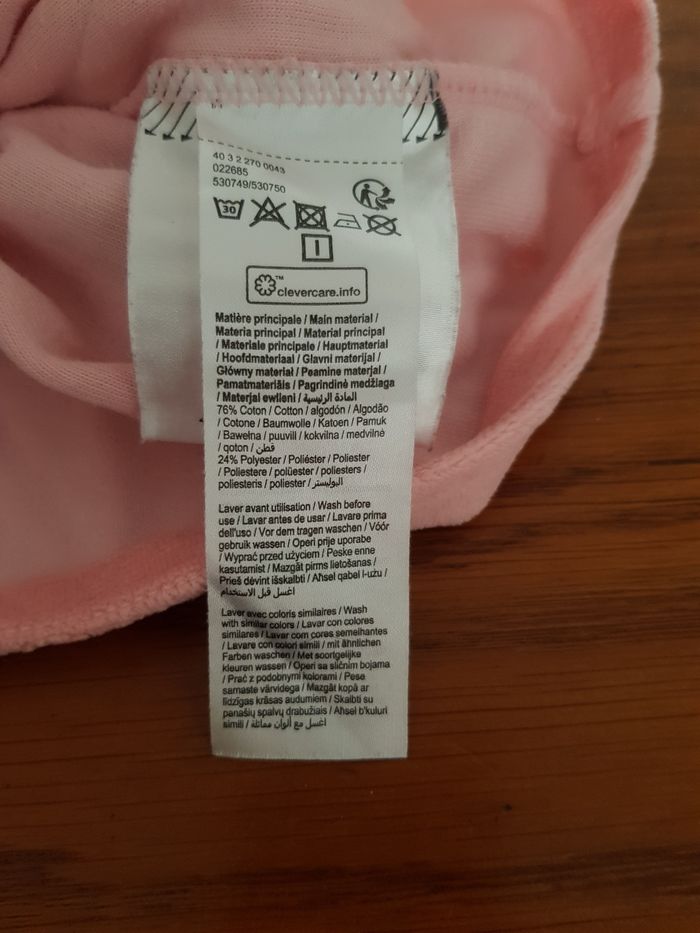 40 3 2 270 0043
022685
530749/530750
30
I
clevercare.info™
Matière principale / Main material /
Materia principal / Material principal
/ Materiale principale / Hauptmaterial
/ Hoofdmateriaal / Glavni materijal /
Główny materiał / Peamine materjal /
Pamatmateriāls / Pagrindinė medžiaga
/ Materjal ewlieni / المادة الرئيسية
76% Coton / Cotton / algodón / Algodão
/ Cotone / Baumwolle / Katoen / Pamuk
/ Bawełna / puuvill / kokvilna / medvilnė
/ qoton / قطن
24% Polyester / Poliéster / Poliester
/ Poliestere / polüester / poliesters /
poliesteris / poliester / البوليستر
Laver avant utilisation / Wash before
use / Lavar antes de usar / Lavare prima
dell'uso / Vor dem tragen waschen / Vóór
gebruik wassen / Operi prije uporabe
/ Wyprać przed użyciem / Peske enne
kasutamist / Mazgāt pirms lietošanas /
Prieš dėvint išskalbti / Aħsel qabel l-użu /
اغسل قبل الاستخدام
Laver avec coloris similaires / Wash
with similar colors / Lavar con colores
similares / Lavar com cores semelhantes
/ Lavare con colori simili / mit ähnlichen
Farben waschen / Met soortgelijke
kleuren wassen / Operi sa sličnim bojama
/ Prać z podobnymi kolorami / Pese
samaste värvidega / Mazgāt kopā ar
līdzīgas krāsas audumiem / Skalbti su
panašių spalvų drabužiais / Aħsel b'kuluri
simili / اغسل مع ألوان مماثلة